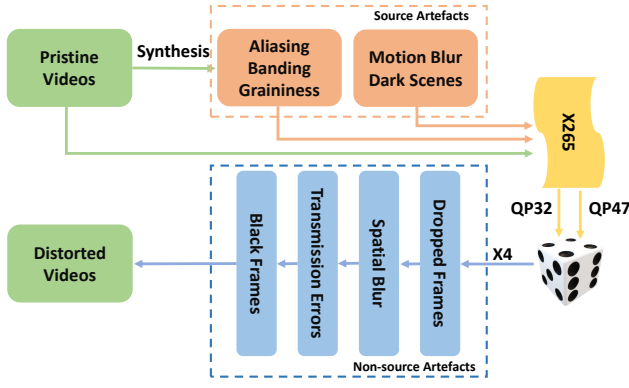 Source Artefacts
Pristine
Videos
Synthesis
Aliasing
Banding
Graininess
Motion Blur
Dark Scenes
X265
QP32
QP47
X4
Dropped Frames
Spatial Blur
Transmission Errors
Black Frames
Distorted
Videos
Non-source Artefacts